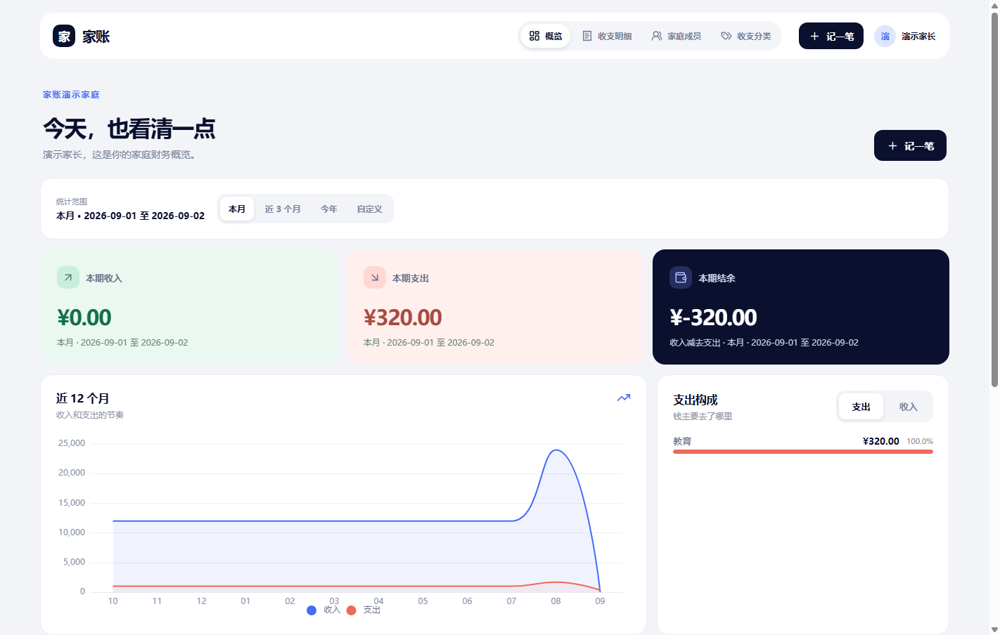 家 家账
概览 收支明细 家庭成员 收支分类 记一笔 演 演示家长
家账演示家庭
今天，也看清一点
演示家长，这是你的家庭财务概览。
记一笔
统计范围
本月 • 2026-09-01 至 2026-09-02
本月 近 3 个月 今年 自定义
本期收入
¥0.00
本月 · 2026-09-01 至 2026-09-02
本期支出
¥320.00
本月 · 2026-09-01 至 2026-09-02
本期结余
¥-320.00
收入减去支出 · 本月 · 2026-09-01 至 2026-09-02
近 12 个月
收入和支出的节奏
25,000
20,000
15,000
10,000
5,000
0
10 11 12 01 02 03 04 05 06 07 08 09
收入 支出
支出构成
钱主要去了哪里
支出 收入
教育 ¥320.00 100.0%